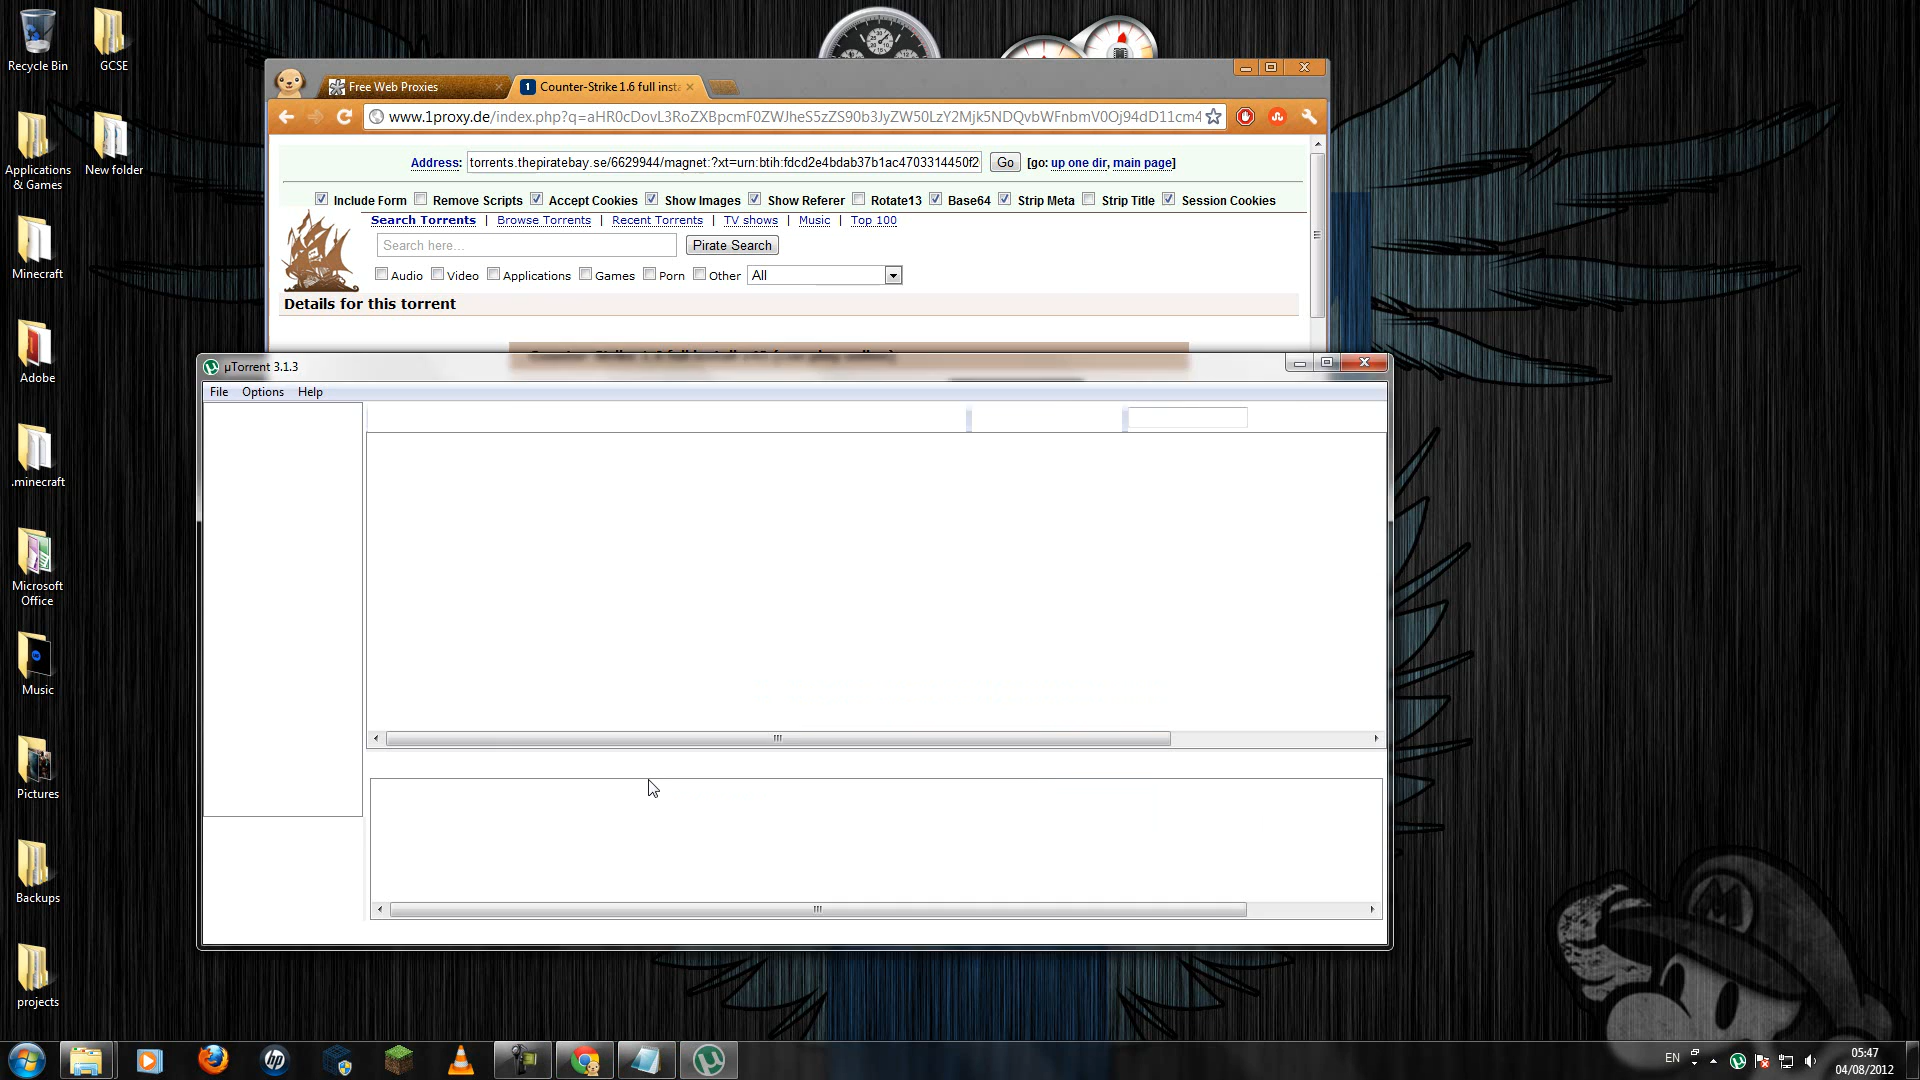 Recycle Bin
GCSE
Applications
& Games
New folder
Minecraft
Adobe
.minecraft
Microsoft
Office
Music
Pictures
Backups
projects
Free Web Proxies
Counter-Strike 1.6 full insta
www.1proxy.de/index.php?q=aHR0cDovL3RoZXBpcmF0ZWJheS5zZS90b3JyZW50LzY2Mjk5NDQvbWFnbmV0Oj94dD11cm4
Address: torrents.thepiratebay.se/6629944/magnet:?xt=urn:btih:fdcd2e4bdab37b1ac4703314450f2 Go [go: up one dir, main page]
Include Form Remove Scripts Accept Cookies Show Images Show Referer Rotate13 Base64 Strip Meta Strip Title Session Cookies
Search Torrents | Browse Torrents | Recent Torrents | TV shows | Music | Top 100
Search here... Pirate Search
Audio Video Applications Games Porn Other All
Details for this torrent
µTorrent 3.1.3
File Options Help
EN
05:47
04/08/2012